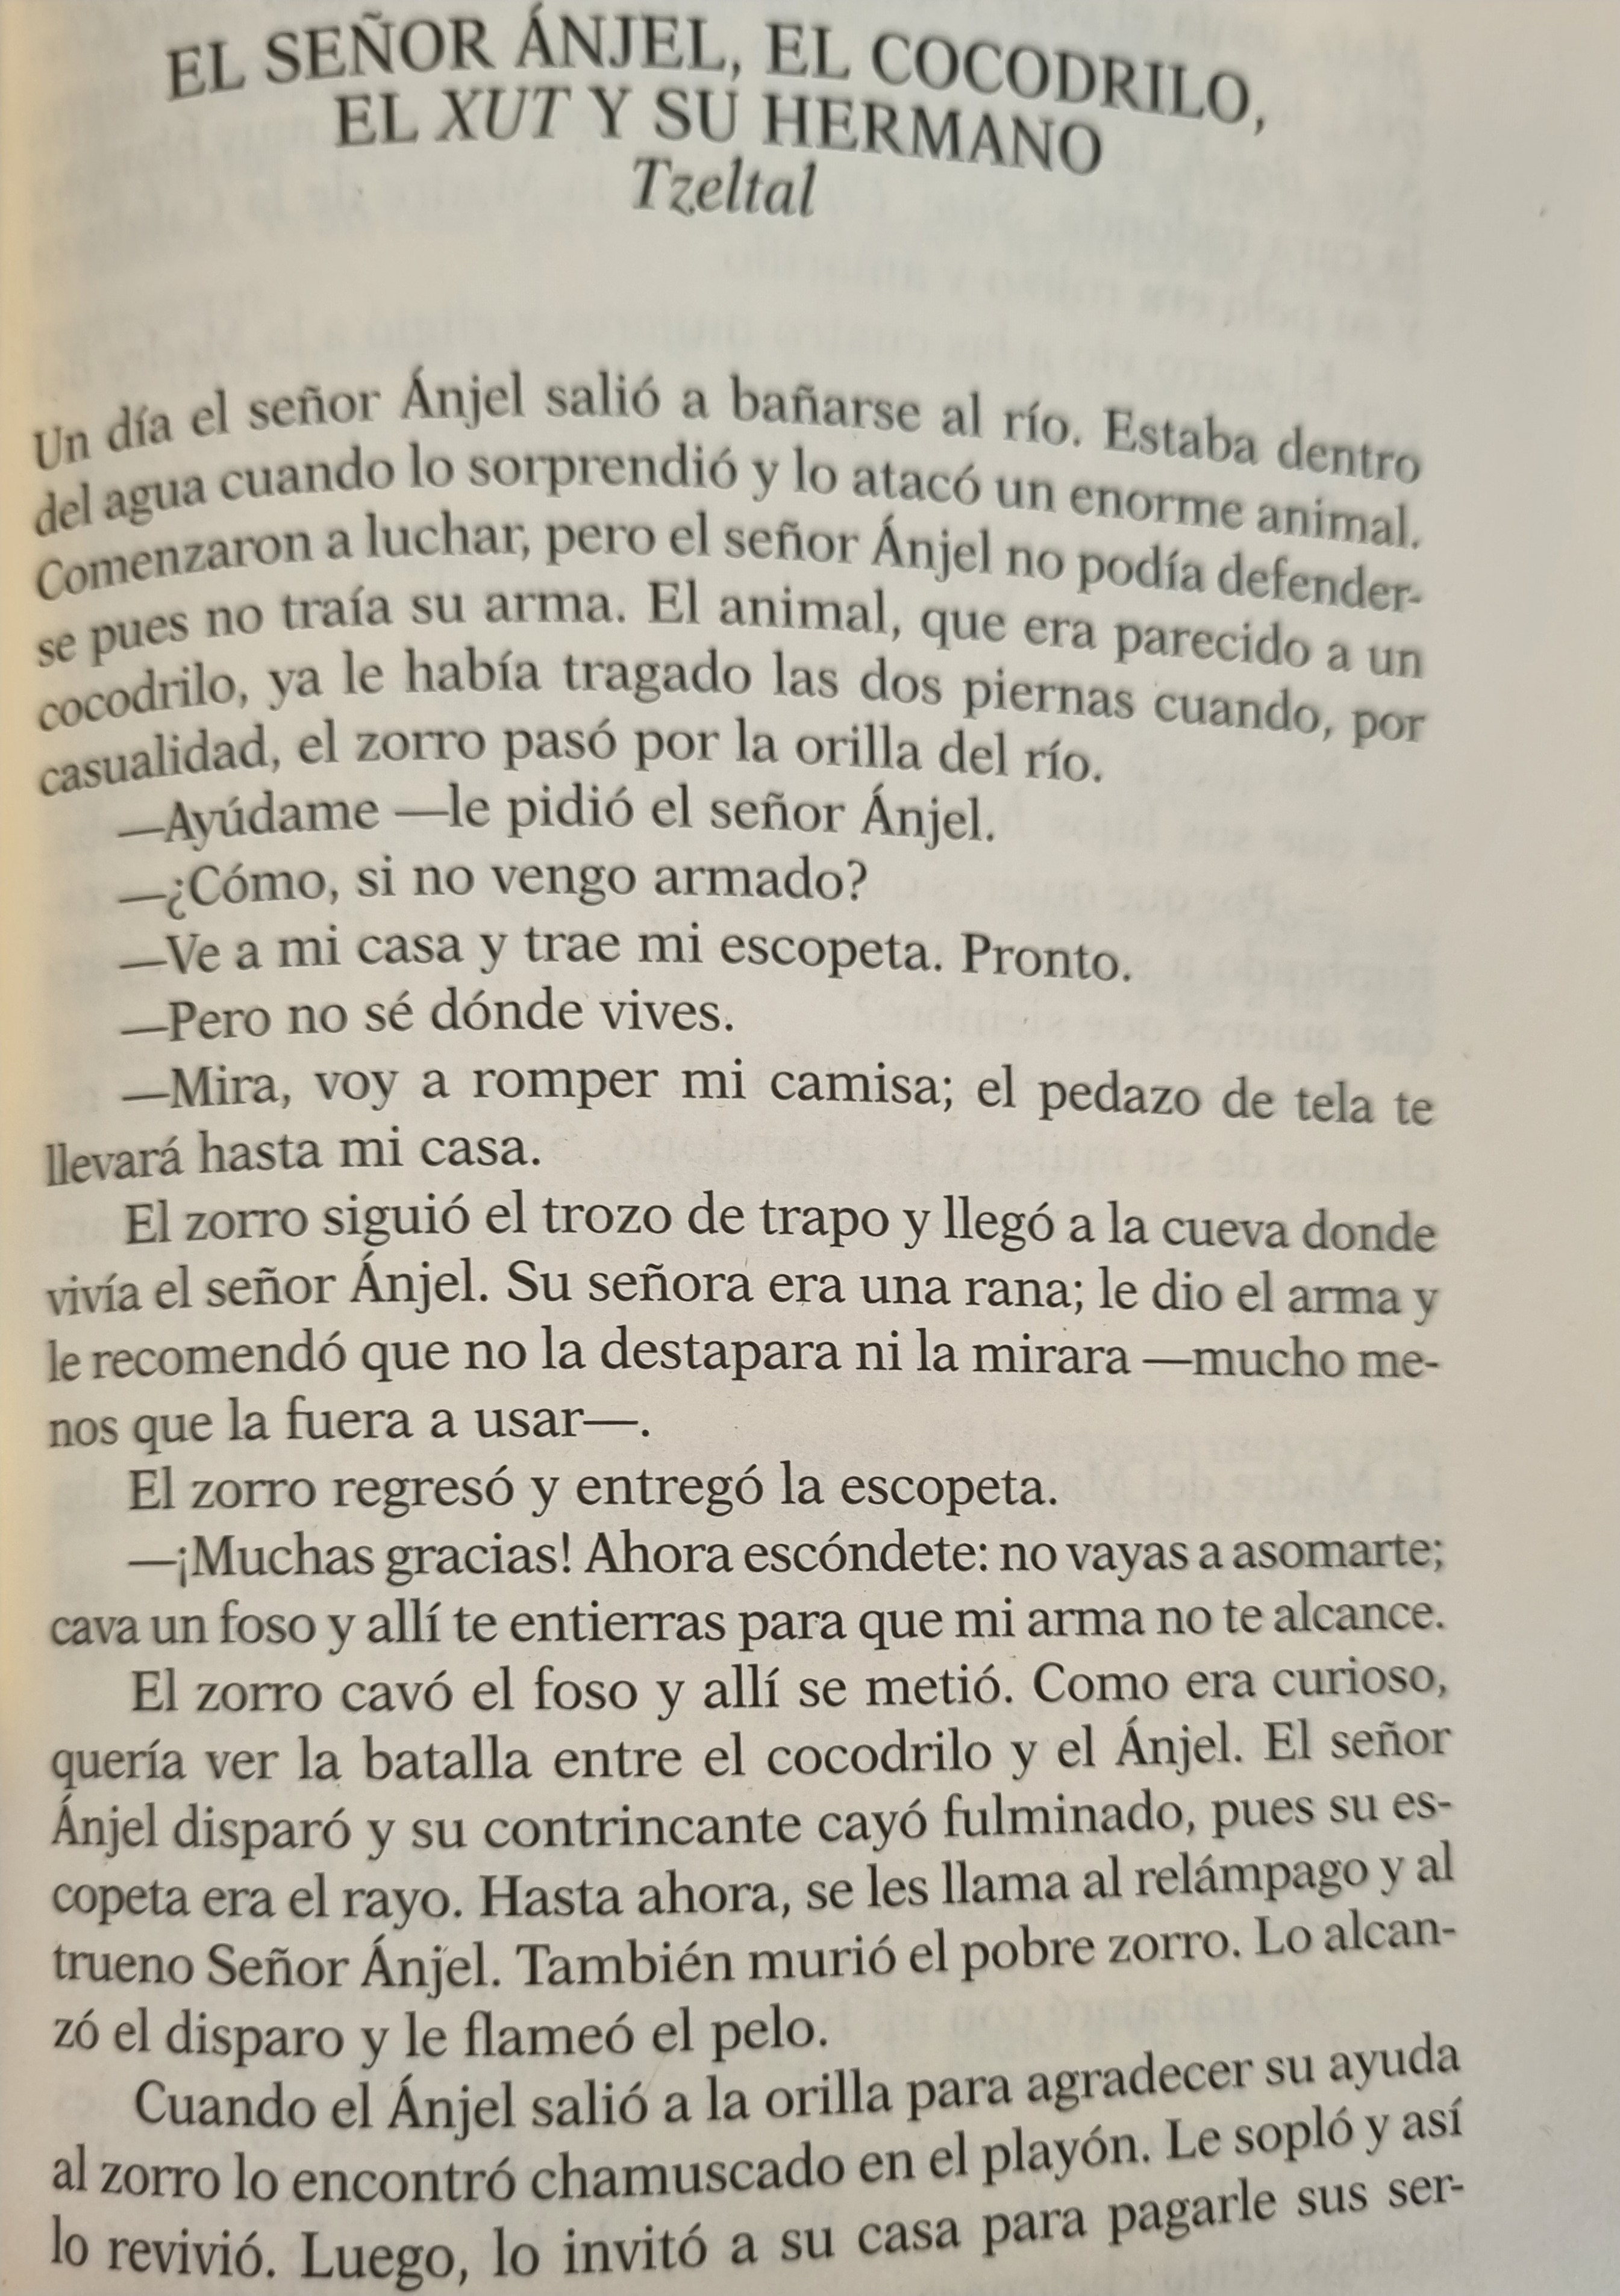 EL SEÑOR ÁNJEL, EL COCODRILO,
EL XUT Y SU HERMANO
Tzeltal
Un día el señor Ánjel salió a bañarse al río. Estaba dentro
del agua cuando lo sorprendió y lo atacó un enorme animal.
Comenzaron a luchar, pero el señor Ánjel no podía defender-
se pues no traía su arma. El animal, que era parecido a un
cocodrilo, ya le había tragado las dos piernas cuando, por
casualidad, el zorro pasó por la orilla del río.
—Ayúdame —le pidió el señor Ánjel.
—¿Cómo, si no vengo armado?
—Ve a mi casa y trae mi escopeta. Pronto.
—Pero no sé dónde vives.
—Mira, voy a romper mi camisa; el pedazo de tela te
llevará hasta mi casa.
El zorro siguió el trozo de trapo y llegó a la cueva donde
vivía el señor Ánjel. Su señora era una rana; le dio el arma y
le recomendó que no la destapara ni la mirara —mucho me-
nos que la fuera a usar—.
El zorro regresó y entregó la escopeta.
—¡Muchas gracias! Ahora escóndete: no vayas a asomarte;
cava un foso y allí te entierras para que mi arma no te alcance.
El zorro cavó el foso y allí se metió. Como era curioso,
quería ver la batalla entre el cocodrilo y el Ánjel. El señor
Ánjel disparó y su contrincante cayó fulminado, pues su es-
copeta era el rayo. Hasta ahora, se les llama al relámpago y al
trueno Señor Ánjel. También murió el pobre zorro. Lo alcan-
zó el disparo y le flameó el pelo.
Cuando el Ánjel salió a la orilla para agradecer su ayuda
al zorro lo encontró chamuscado en el playón. Le sopló y así
lo revivió. Luego, lo invitó a su casa para pagarle sus ser-